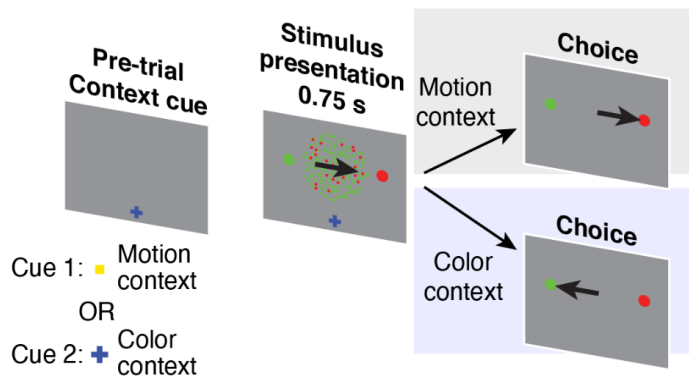 Pre-trial
Context cue
Cue 1: Motion
context
OR
Cue 2: Color
context
Stimulus
presentation
0.75 s
Motion
context
Choice
Color
context
Choice